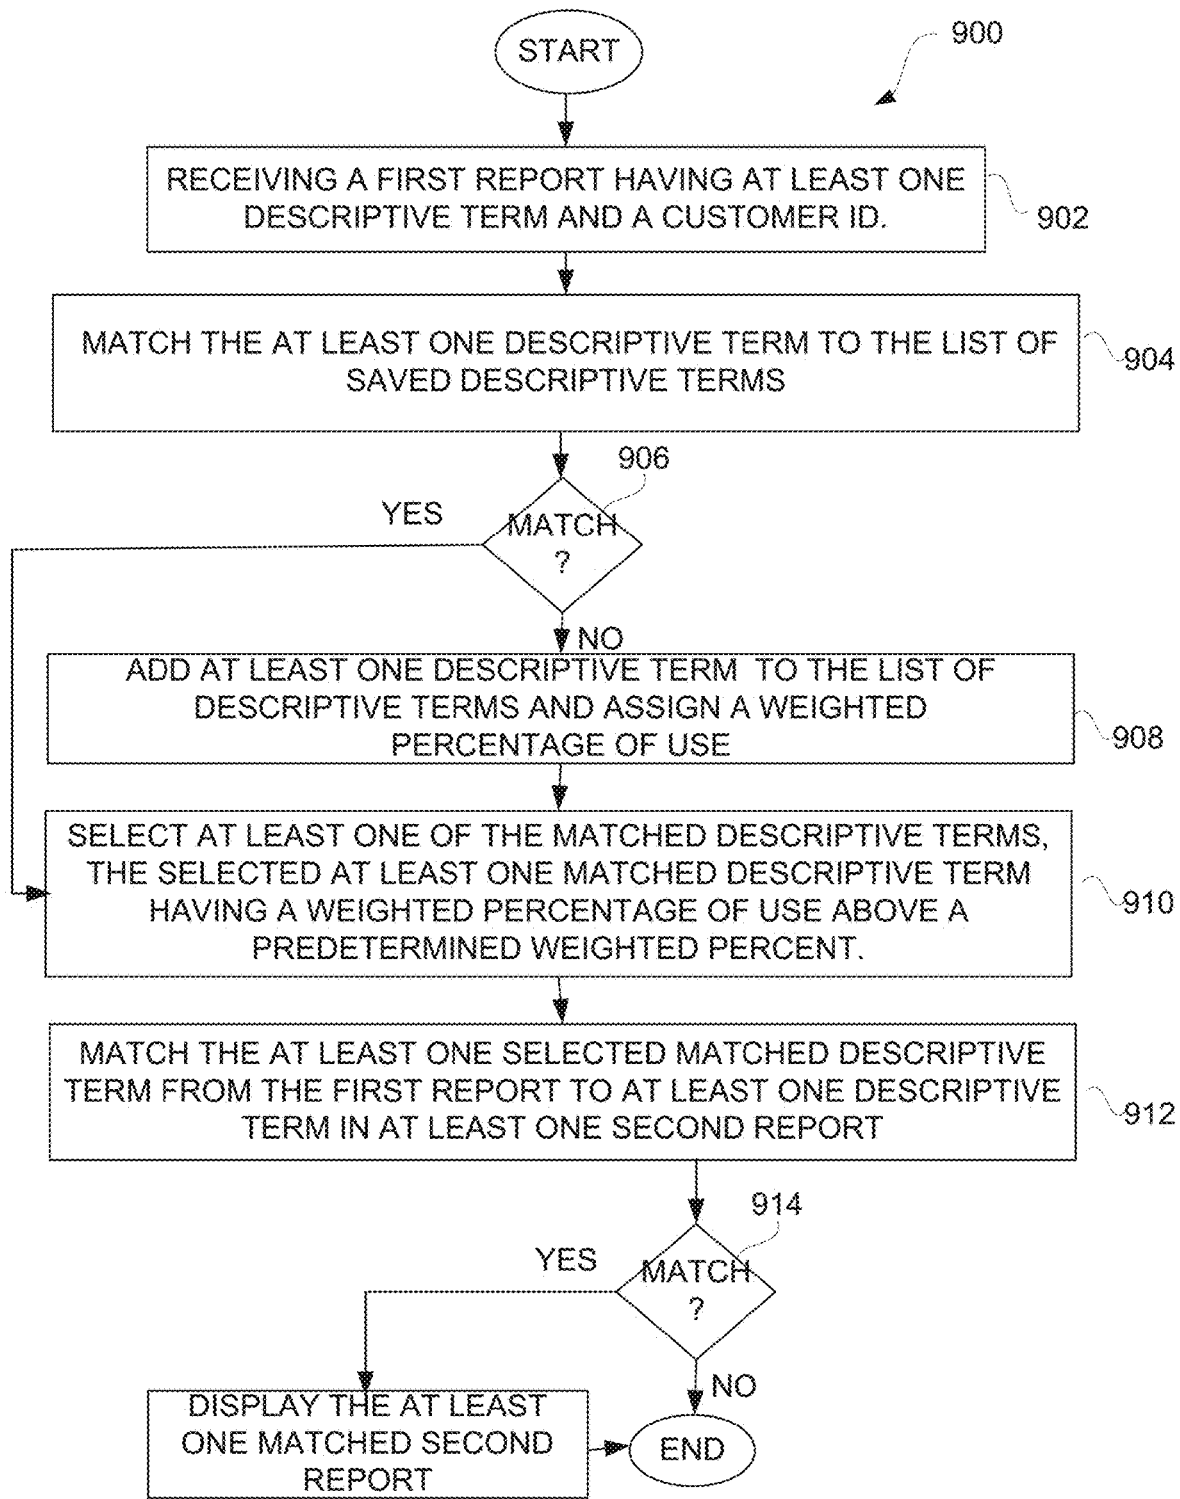 START
900
RECEIVING A FIRST REPORT HAVING AT LEAST ONE
DESCRIPTIVE TERM AND A CUSTOMER ID.
902
MATCH THE AT LEAST ONE DESCRIPTIVE TERM TO THE LIST OF
SAVED DESCRIPTIVE TERMS
904
906
YES
MATCH
?
NO
ADD AT LEAST ONE DESCRIPTIVE TERM TO THE LIST OF
DESCRIPTIVE TERMS AND ASSIGN A WEIGHTED
PERCENTAGE OF USE
908
SELECT AT LEAST ONE OF THE MATCHED DESCRIPTIVE TERMS,
THE SELECTED AT LEAST ONE MATCHED DESCRIPTIVE TERM
HAVING A WEIGHTED PERCENTAGE OF USE ABOVE A
PREDETERMINED WEIGHTED PERCENT.
910
MATCH THE AT LEAST ONE SELECTED MATCHED DESCRIPTIVE
TERM FROM THE FIRST REPORT TO AT LEAST ONE DESCRIPTIVE
TERM IN AT LEAST ONE SECOND REPORT
912
914
YES
MATCH
?
NO
DISPLAY THE AT LEAST
ONE MATCHED SECOND
REPORT
END